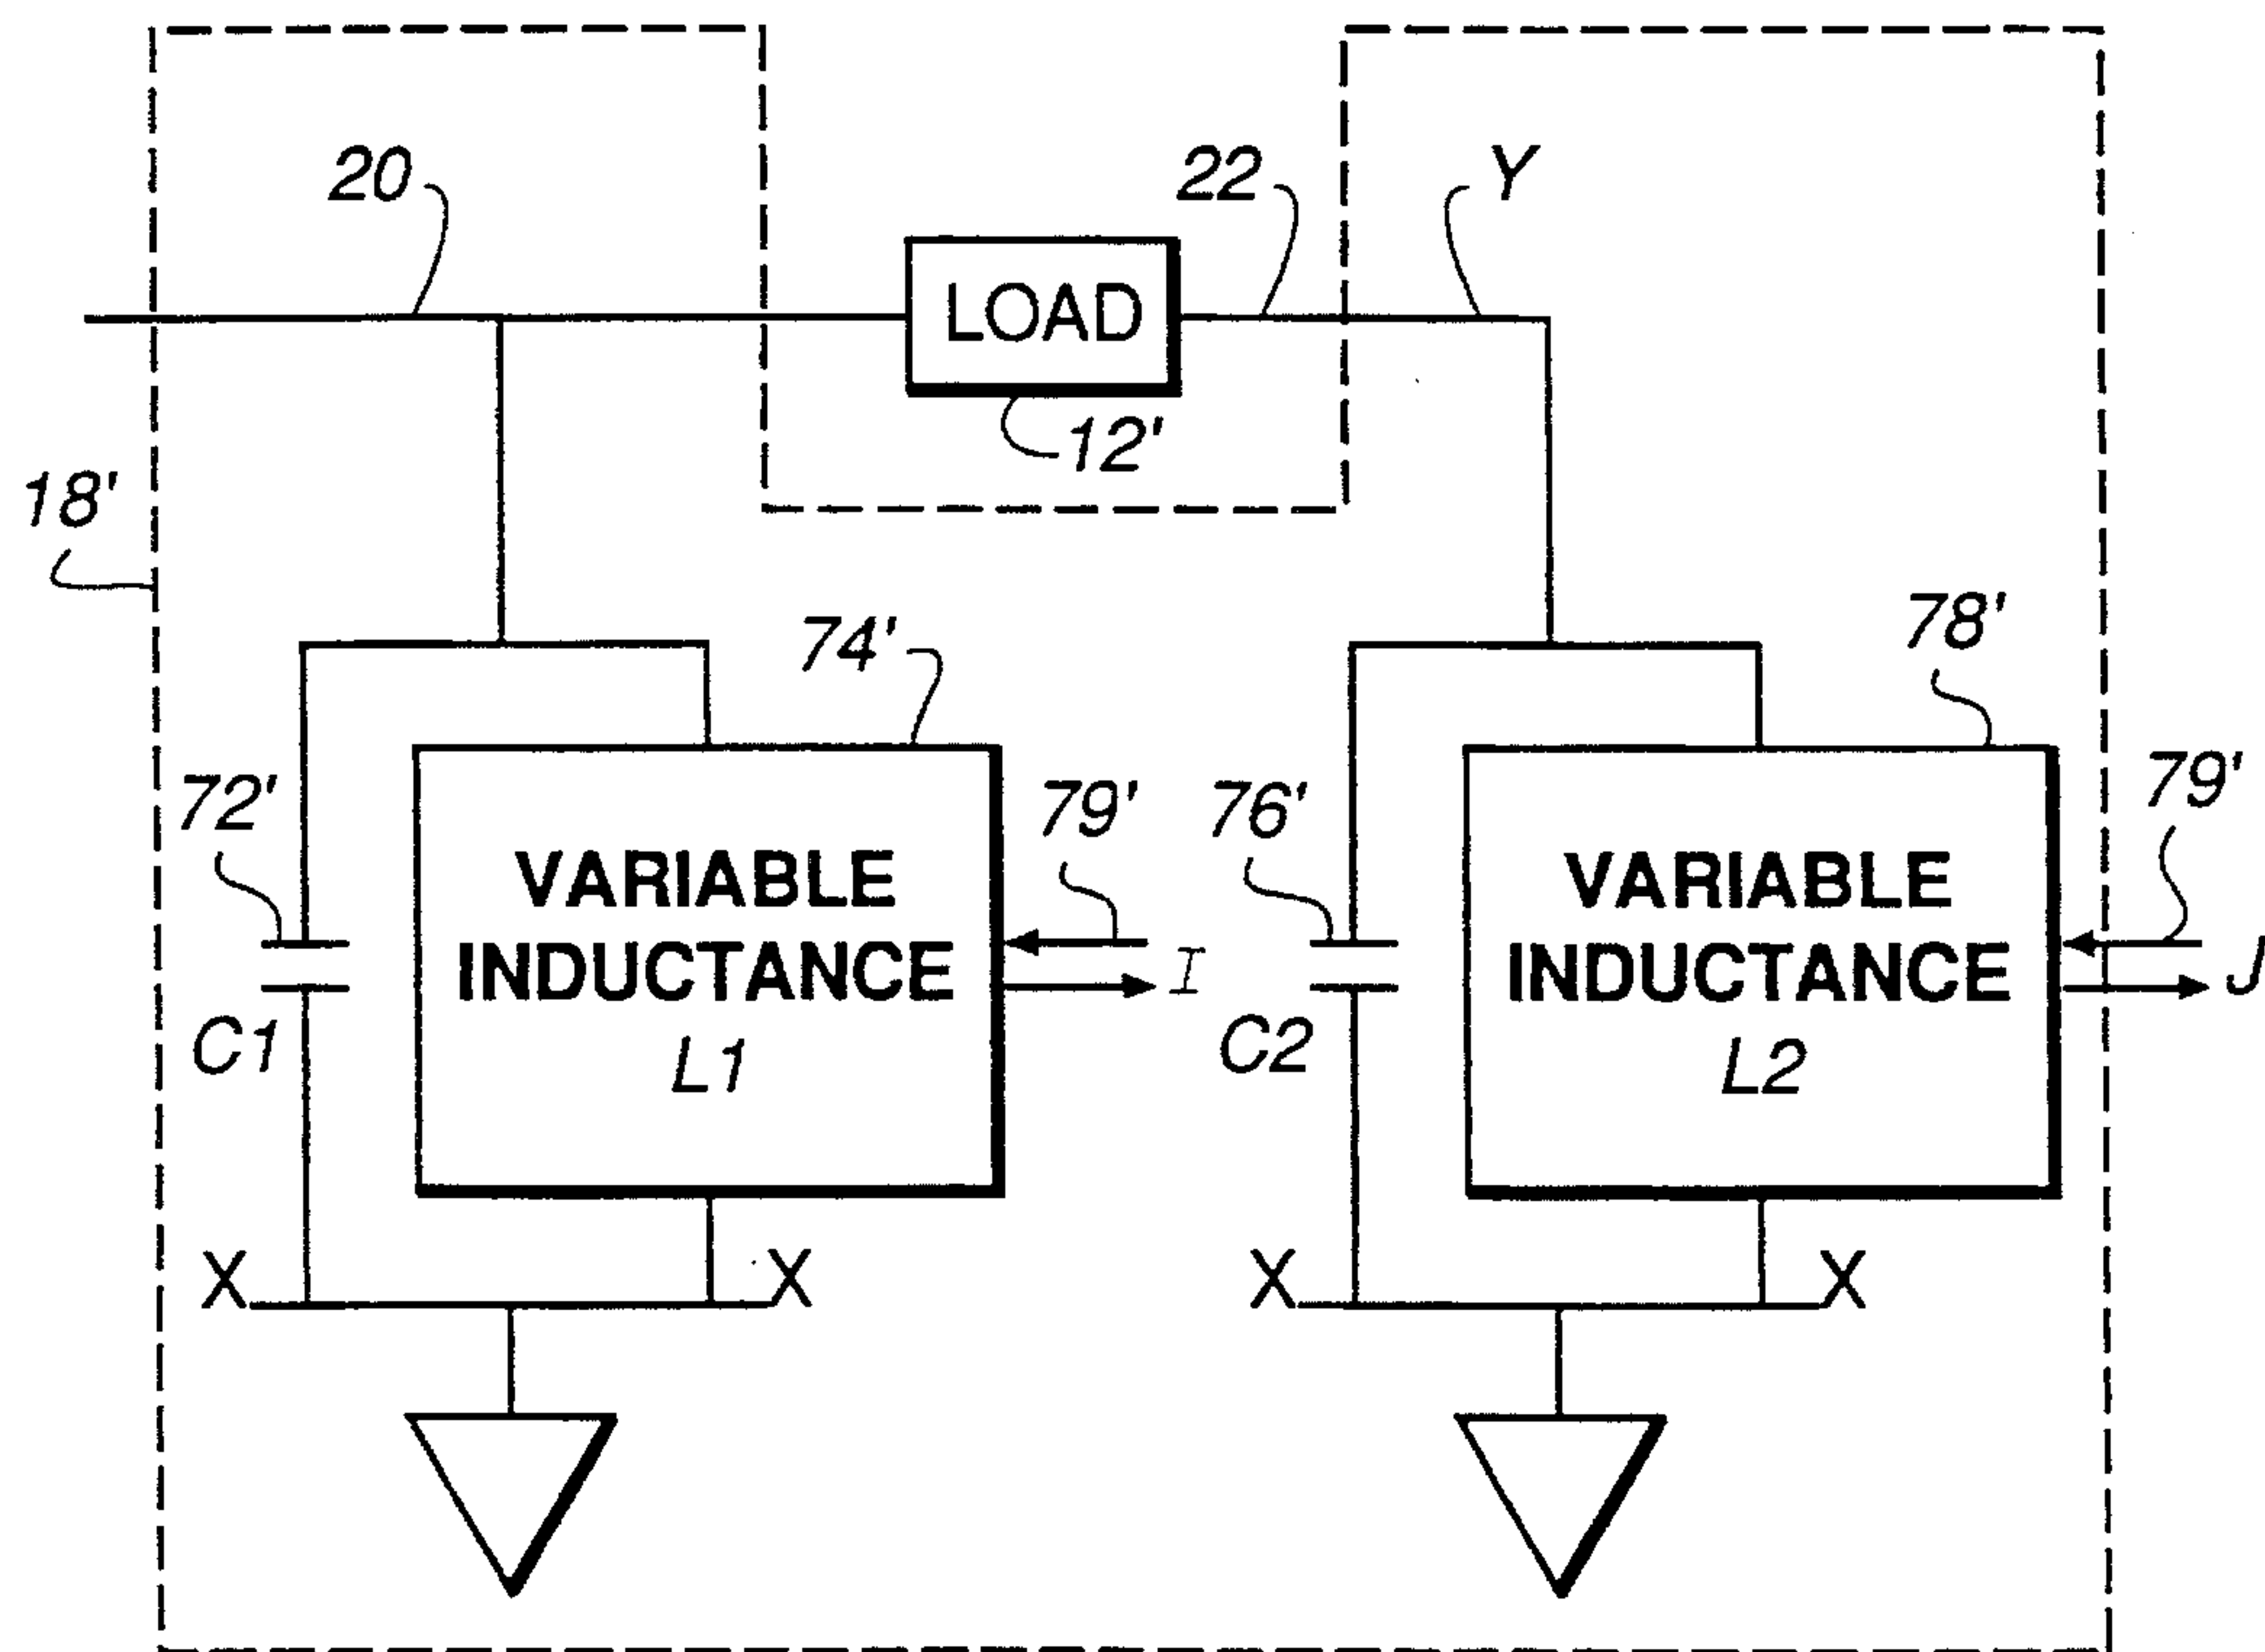 20
22
Y
LOAD
12'
18'
74'
78'
72'
79'
76'
79'
VARIABLE
INDUCTANCE
L1
I
C1
VARIABLE
INDUCTANCE
L2
J
C2
X
X
X
X